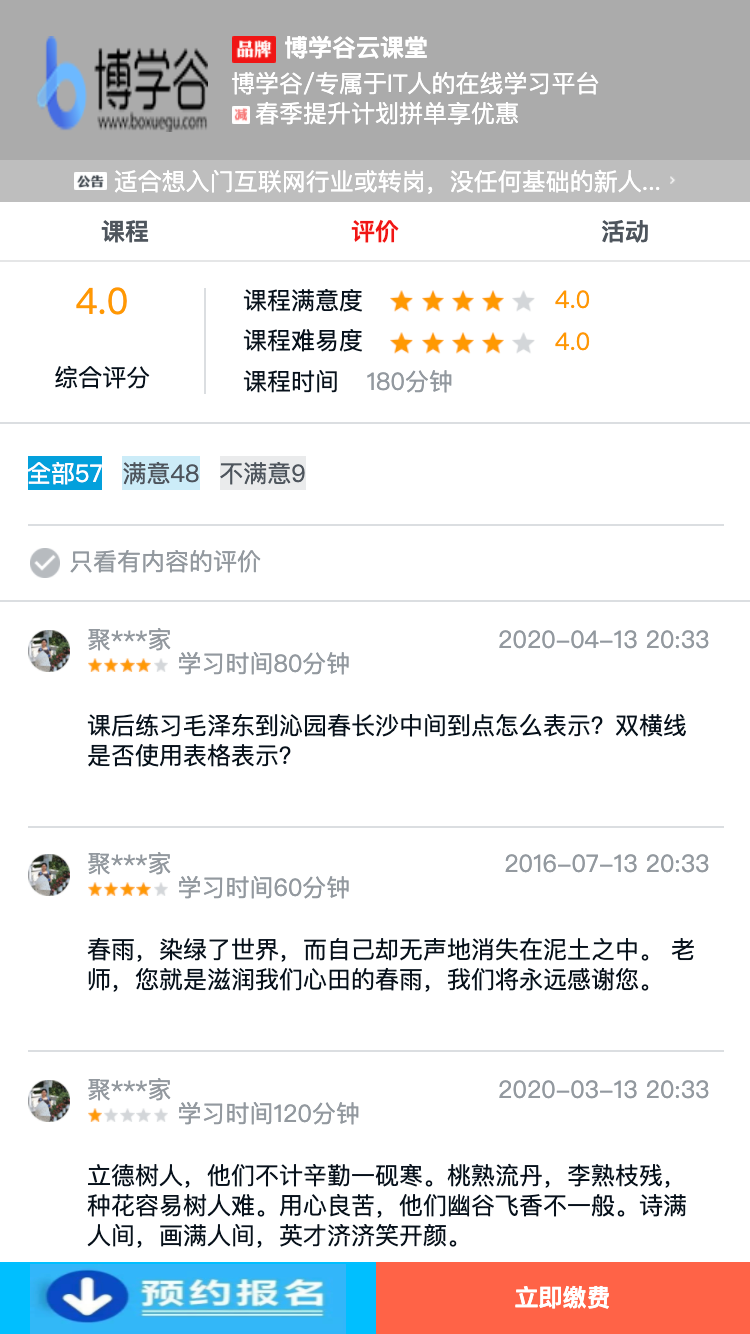 博学谷
www.boxuegu.com
品牌 博学谷云课堂
博学谷/专属于IT人的在线学习平台
减 春季提升计划拼单享优惠
公告 适合想入门互联网行业或转岗，没任何基础的新人...
课程 评价 活动
4.0
综合评分
课程满意度 4.0
课程难易度 4.0
课程时间 180分钟
全部57 满意48 不满意9
只看有内容的评价
聚***家 2020-04-13 20:33
学习时间80分钟
课后练习毛泽东到沁园春长沙中间到点怎么表示？双横线
是否使用表格表示?
聚***家 2016-07-13 20:33
学习时间60分钟
春雨，染绿了世界，而自己却无声地消失在泥土之中。 老
师，您就是滋润我们心田的春雨，我们将永远感谢您。
聚***家 2020-03-13 20:33
学习时间120分钟
立德树人，他们不计辛勤一砚寒。桃熟流丹，李熟枝残，
种花容易树人难。用心良苦，他们幽谷飞香不一般。诗满
人间，画满人间，英才济济笑开颜。
预约报名 立即缴费